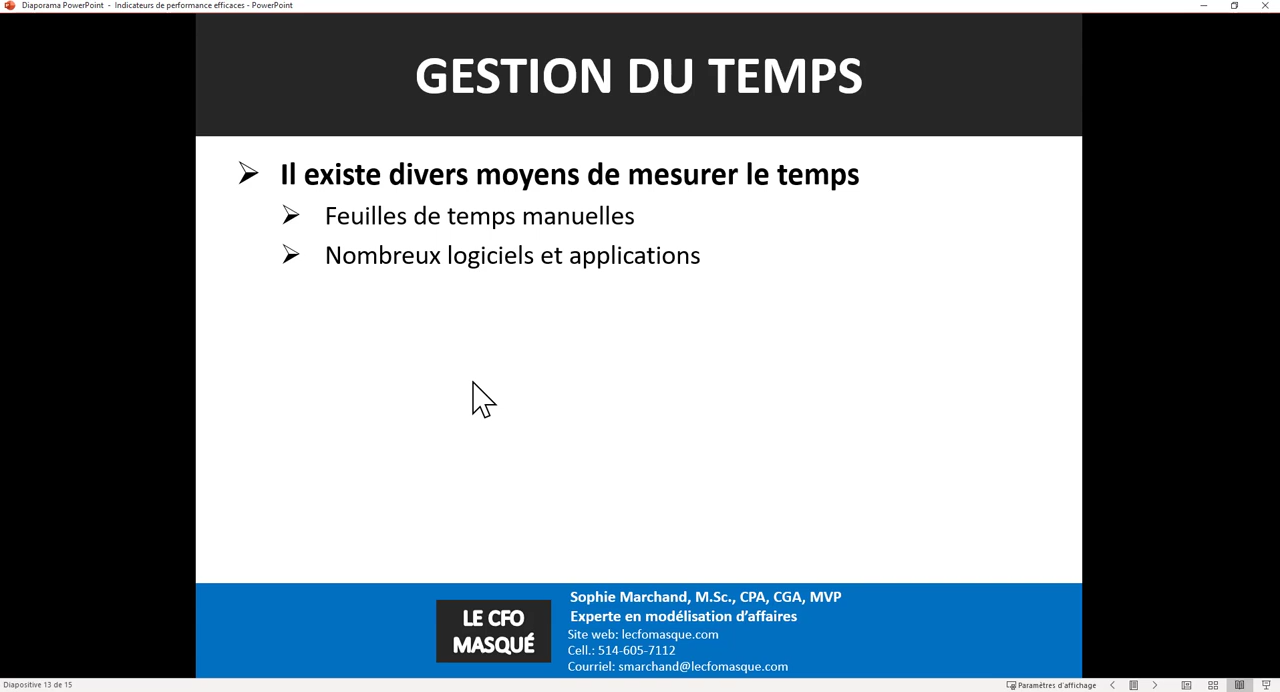 Diaporama PowerPoint - Indicateurs de performance efficaces - PowerPoint
GESTION DU TEMPS
Il existe divers moyens de mesurer le temps
Feuilles de temps manuelles
Nombreux logiciels et applications
LE CFO
MASQUÉ
Sophie Marchand, M.Sc., CPA, CGA, MVP
Experte en modélisation d’affaires
Site web: lecfomasque.com
Cell.: 514-605-7112
Courriel: smarchand@lecfomasque.com
Diapositive 13 de 15
Paramètres d'affichage